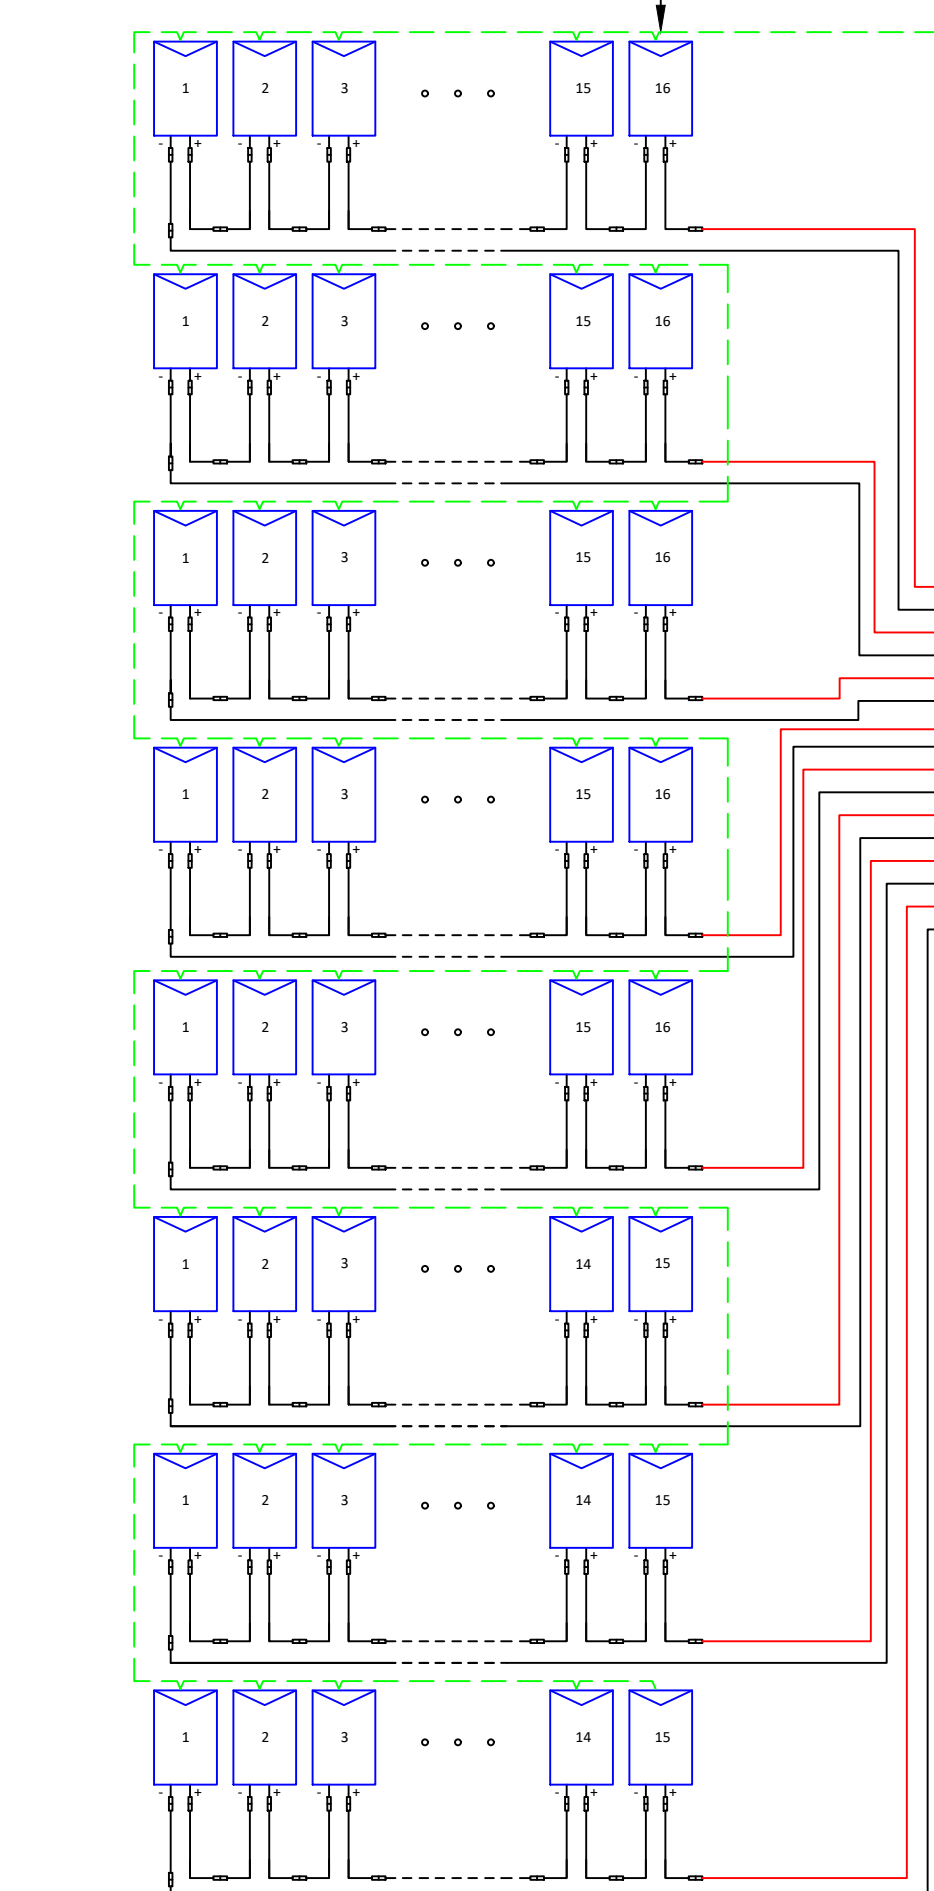 1 2 3 15 16
- + - + - + - + - +
1 2 3 15 16
- + - + - + - + - +
1 2 3 15 16
- + - + - + - + - +
1 2 3 15 16
- + - + - + - + - +
1 2 3 15 16
- + - + - + - + - +
1 2 3 14 15
- + - + - + - + - +
1 2 3 14 15
- + - + - + - + - +
1 2 3 14 15
- + - + - + - + - +